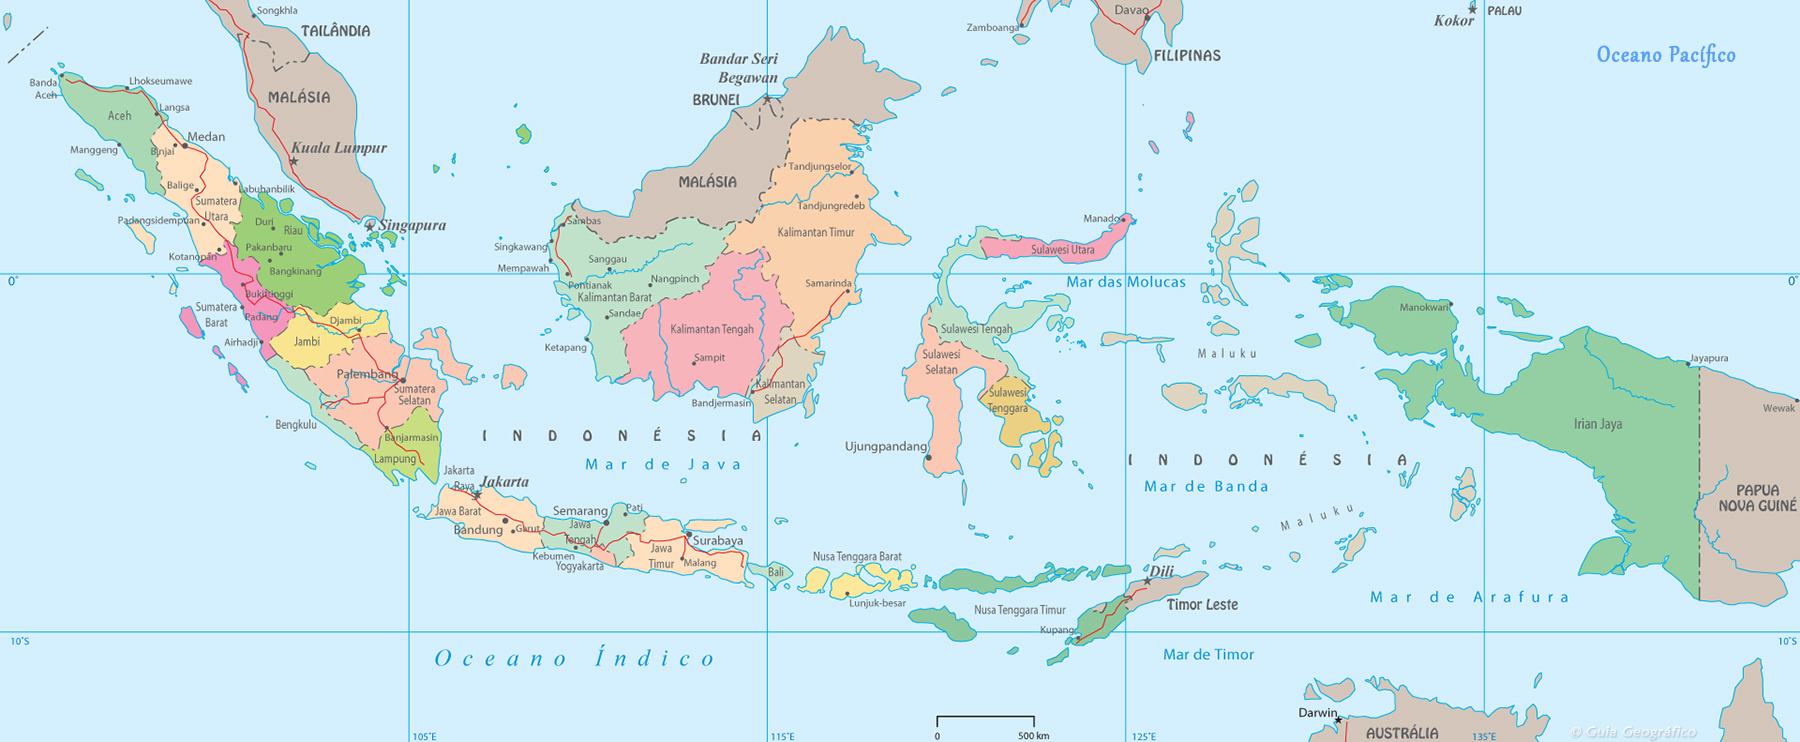 Songkhla
TAILÂNDIA
Zamboanga
Davao
FILIPINAS
Kokor
PALAU
Oceano Pacífico
Banda
Aceh
Lhokseumawe
Langsa
Aceh
Medan
Binjai
Manggeng
MALÁSIA
Kuala Lumpur
Bandar Seri
Begawan
BRUNEI
MALÁSIA
Balige
Labuhanbilik
Sumatera
Utara
Padangsidempuan
Duri
Riau
Pakanbaru
Kotanopan
Bangkinang
Singapura
Sambas
Singkawang
Mempawah
Sanggau
Pontianak
Nangpinch
Kalimantan Barat
Sandae
Ketapang
Tandjungselor
Tandjungredeb
Kalimantan Timur
Samarinda
Kalimantan Tengah
Sampit
Kalimantan
Selatan
Bandjermasin
Manado
Sulawesi Utara
Mar das Molucas
Sulawesi Tengah
Sulawesi
Selatan
Sulawesi
Tenggara
Ujungpandang
0°
0°
Bukittinggi
Sumatera
Barat
Padang
Djambi
Jambi
Airhadji
Palembang
Sumatera
Selatan
Bengkulu
Banjarmasin
Lampung
Maluku
Manokwari
Jayapura
Wewak
Irian Jaya
INDONÉSIA
Mar de Java
INDONÉSIA
Mar de Banda
Maluku
PAPUA
NOVA GUINÉ
Jakarta
Raya
Jakarta
Jawa Barat
Bandung
Garut
Semarang
Pati
Jawa
Tengah
Kebumen
Yogyakarta
Surabaya
Jawa
Timur
Malang
Bali
Nusa Tenggara Barat
Lunjuk-besar
Nusa Tenggara Timur
Kupang
Dili
Timor Leste
Mar de Arafura
10°S
10°S
Oceano Índico
Mar de Timor
0
500 km
Darwin
AUSTRÁLIA
© Guia Geográfico
105°E
115°E
125°E
135°E